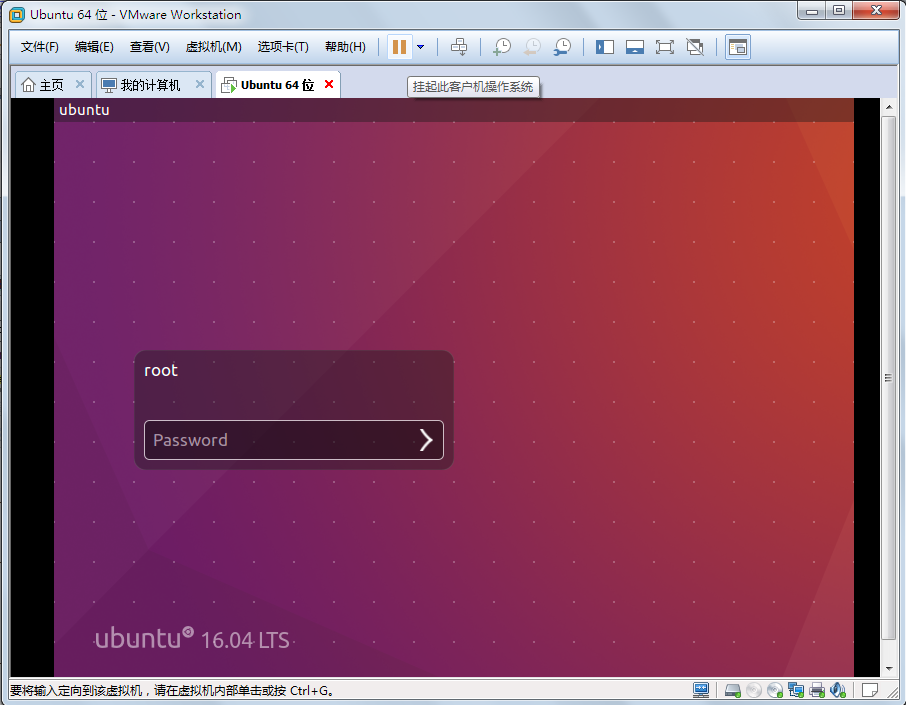 Ubuntu 64 位 - VMware Workstation
文件(F) 编辑(E) 查看(V) 虚拟机(M) 选项卡(T) 帮助(H)
主页 我的计算机 Ubuntu 64 位
挂起此客户机操作系统
ubuntu
root
Password
ubuntu 16.04 LTS
要将输入定向到该虚拟机，请在虚拟机内部单击或按 Ctrl+G。